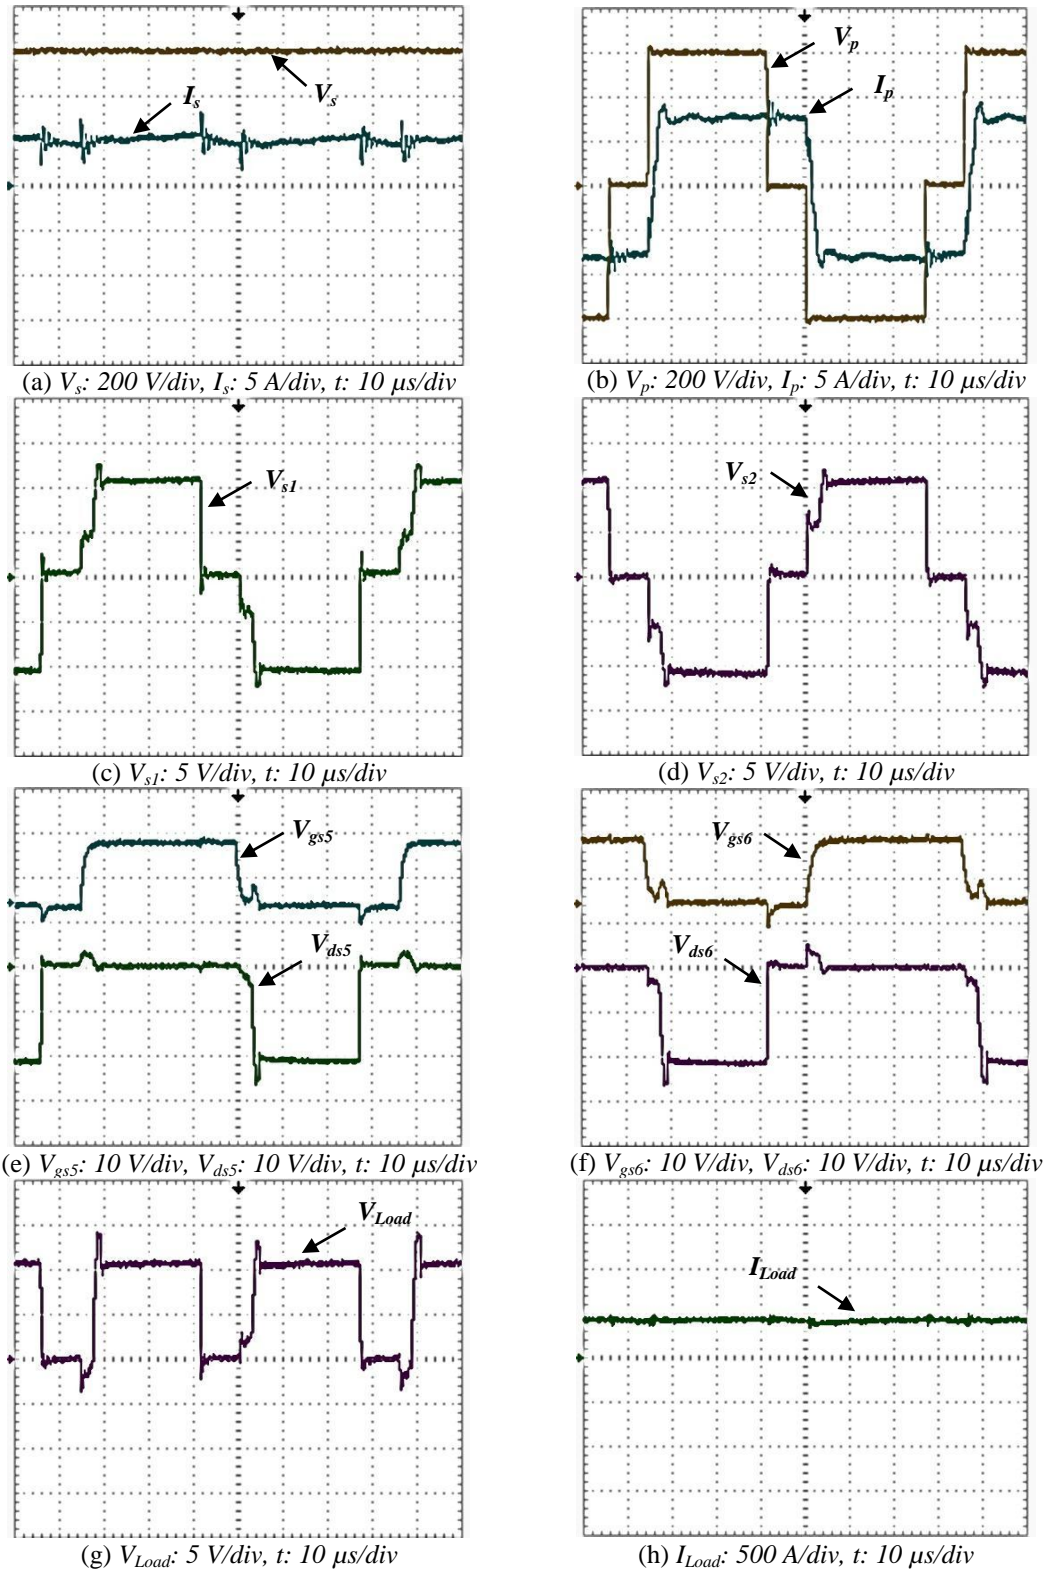 V_s
I_s
V_p
I_p
(a) V_s: 200 V/div, I_s: 5 A/div, t: 10 µs/div
(b) V_p: 200 V/div, I_p: 5 A/div, t: 10 µs/div
V_s1
V_s2
(c) V_s1: 5 V/div, t: 10 µs/div
(d) V_s2: 5 V/div, t: 10 µs/div
V_gs5
V_ds5
V_gs6
V_ds6
(e) V_gs5: 10 V/div, V_ds5: 10 V/div, t: 10 µs/div
(f) V_gs6: 10 V/div, V_ds6: 10 V/div, t: 10 µs/div
V_Load
I_Load
(g) V_Load: 5 V/div, t: 10 µs/div
(h) I_Load: 500 A/div, t: 10 µs/div